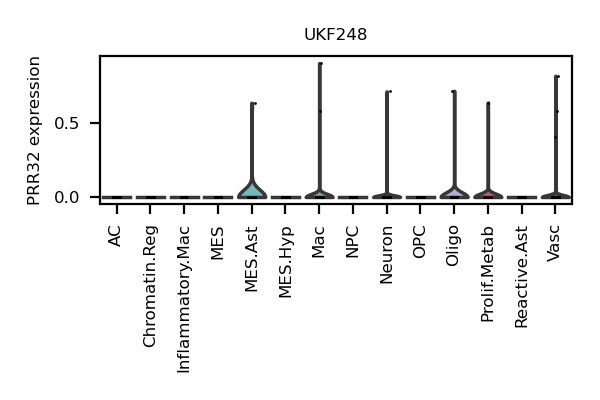 UKF248
PRR32 expression
0.5
0.0
AC
Chromatin.Reg
Inflammatory.Mac
MES
MES.Ast
MES.Hyp
Mac
NPC
Neuron
OPC
Oligo
Prolif.Metab
Reactive.Ast
Vasc